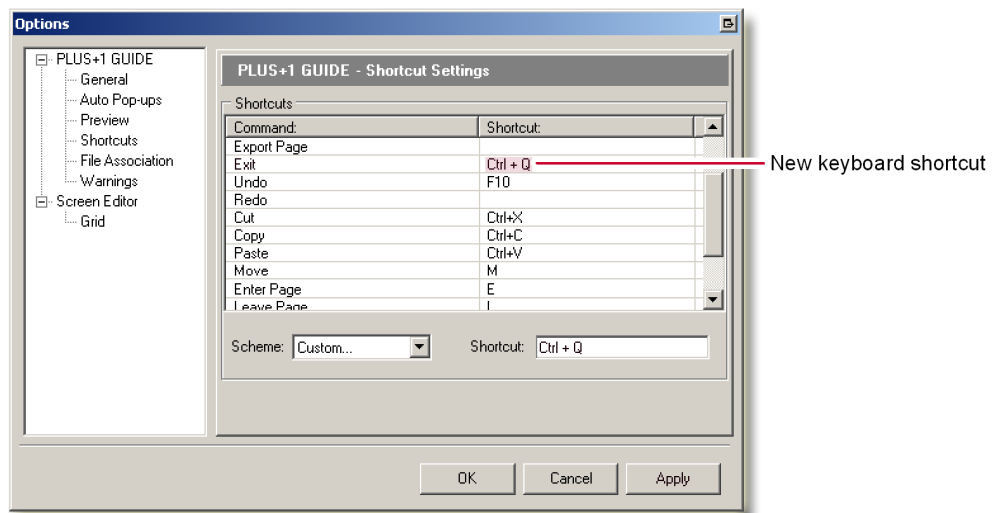 Options
PLUS+1 GUIDE
General
Auto Pop-ups
Preview
Shortcuts
File Association
Warnings
Screen Editor
Grid
PLUS+1 GUIDE - Shortcut Settings
Shortcuts
Command: Shortcut:
Export Page
Exit Ctrl + Q
Undo F10
Redo
Cut Ctrl+X
Copy Ctrl+C
Paste Ctrl+V
Move M
Enter Page E
Leave Page
Scheme: Custom... Shortcut: Ctrl + Q
OK Cancel Apply
New keyboard shortcut